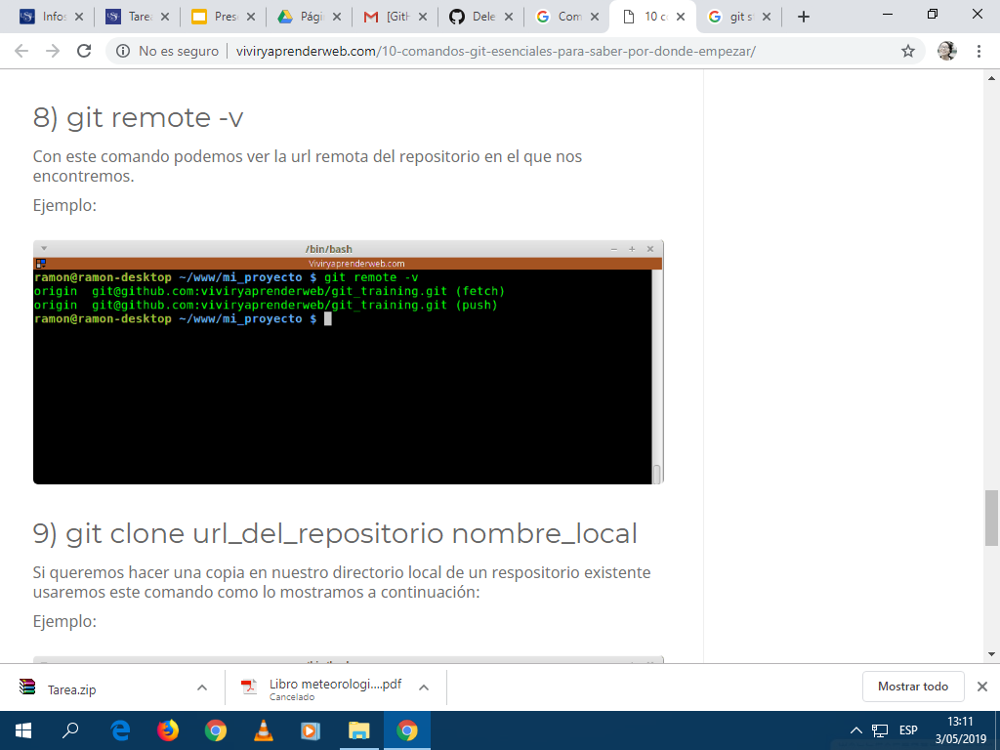 Infos
Tarea
Pres
Pági
[GitH
Dele
Com
10 c
git s
No es seguro
viviryaprenderweb.com/10-comandos-git-esenciales-para-saber-por-donde-empezar/
8) git remote -v
Con este comando podemos ver la url remota del repositorio en el que nos
encontremos.
Ejemplo:
/bin/bash
Viviryaprenderweb.com
ramon@ramon-desktop ~/www/mi_proyecto $ git remote -v
origin git@github.com:viviryaprenderweb/git_training.git (fetch)
origin git@github.com:viviryaprenderweb/git_training.git (push)
ramon@ramon-desktop ~/www/mi_proyecto $
9) git clone url_del_repositorio nombre_local
Si queremos hacer una copia en nuestro directorio local de un respositorio existente
usaremos este comando como lo mostramos a continuación:
Ejemplo:
Tarea.zip
Libro meteorologi....pdf
Cancelado
Mostrar todo
ESP
13:11
3/05/2019